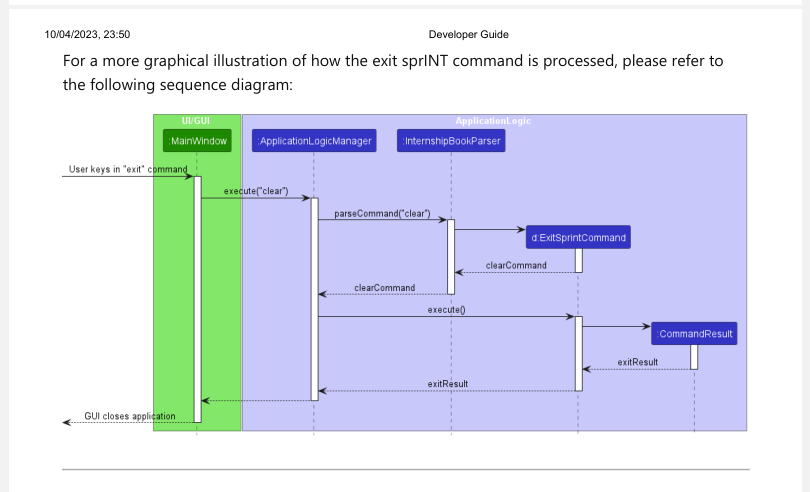 10/04/2023, 23:50 Developer Guide
For a more graphical illustration of how the exit sprINT command is processed, please refer to
the following sequence diagram:
UI/GUI ApplicationLogic
:MainWindow :ApplicationLogicManager :InternshipBookParser
User keys in "exit" command
execute("clear")
parseCommand("clear")
d:ExitSprintCommand
clearCommand
clearCommand
execute()
:CommandResult
exitResult
exitResult
GUI closes application